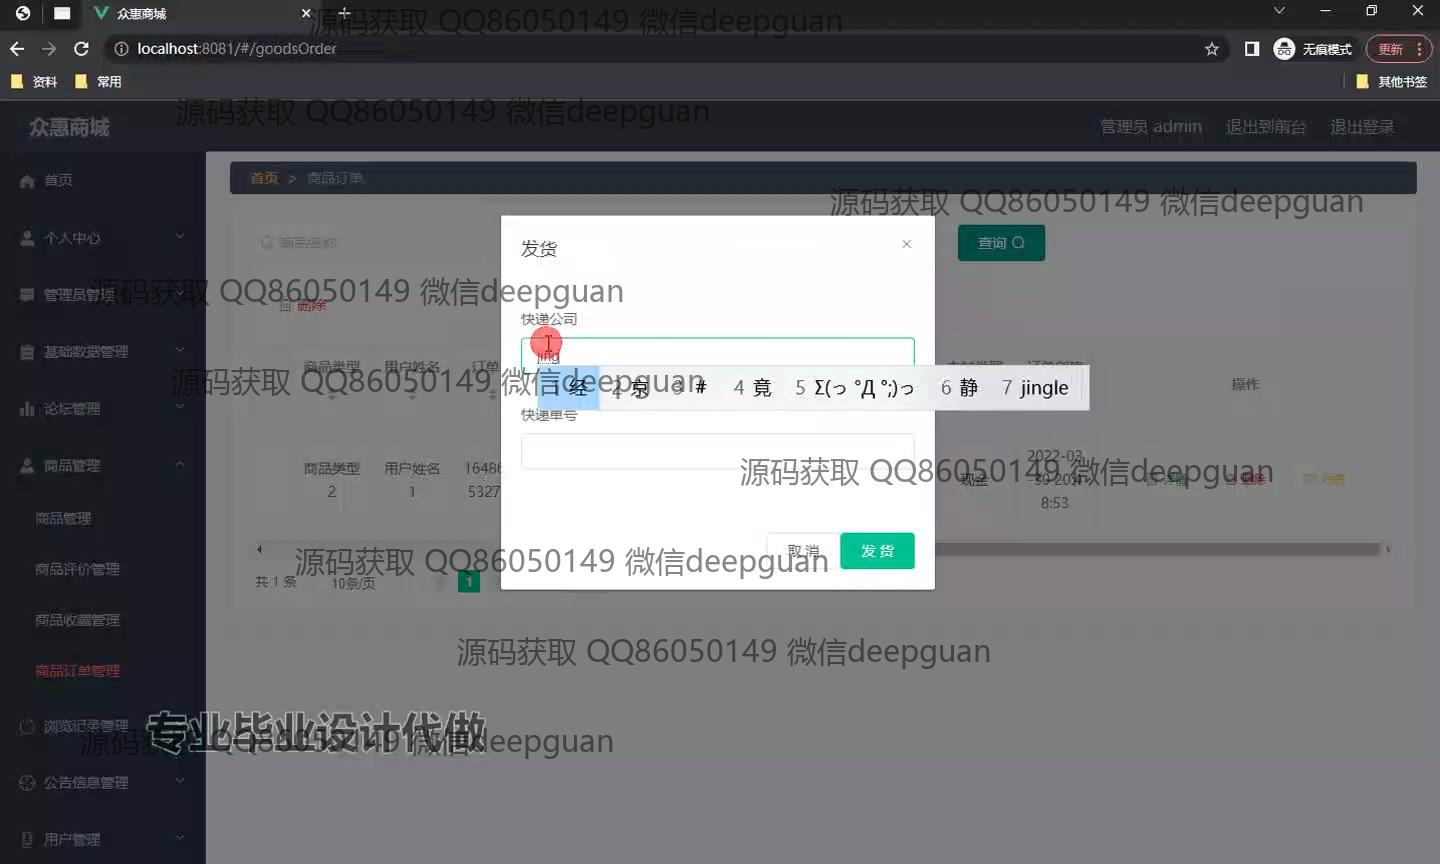 众惠商城
源码获取 QQ86050149 微信deepguan
localhost:8081/#/goodsOrder
无痕模式
更新
资料
常用
其他书签
源码获取 QQ86050149 微信deepguan
众惠商城
管理员 admin
退出到前台
退出登录
首页
首页 > 商品订单
源码获取 QQ86050149 微信deepguan
个人中心
商品名称
发货
查询
管理员管理
源码获取 QQ86050149 微信deepguan
删除
快递公司
jing
基础数据管理
商品类型
用户姓名
订单
操作
源码获取 QQ86050149 微信deepguan
1 经 2 京 3 # 4 竟 5 Σ(っ °Д °;)っ 6 静 7 jingle
论坛管理
快递单号
商品管理
商品类型
2
用户姓名
1
16486
5327
现金
2022-03
-30 20:4
8:53
源码获取 QQ86050149 微信deepguan
删除
商品管理
商品评价管理
商品收藏管理
商品订单管理
取 消
发 货
源码获取 QQ86050149 微信deepguan
共 1 条
10条/页
1
源码获取 QQ86050149 微信deepguan
浏览记录管理
专业毕业设计代做
源码获取 QQ86050149 微信deepguan
公告信息管理
用户管理